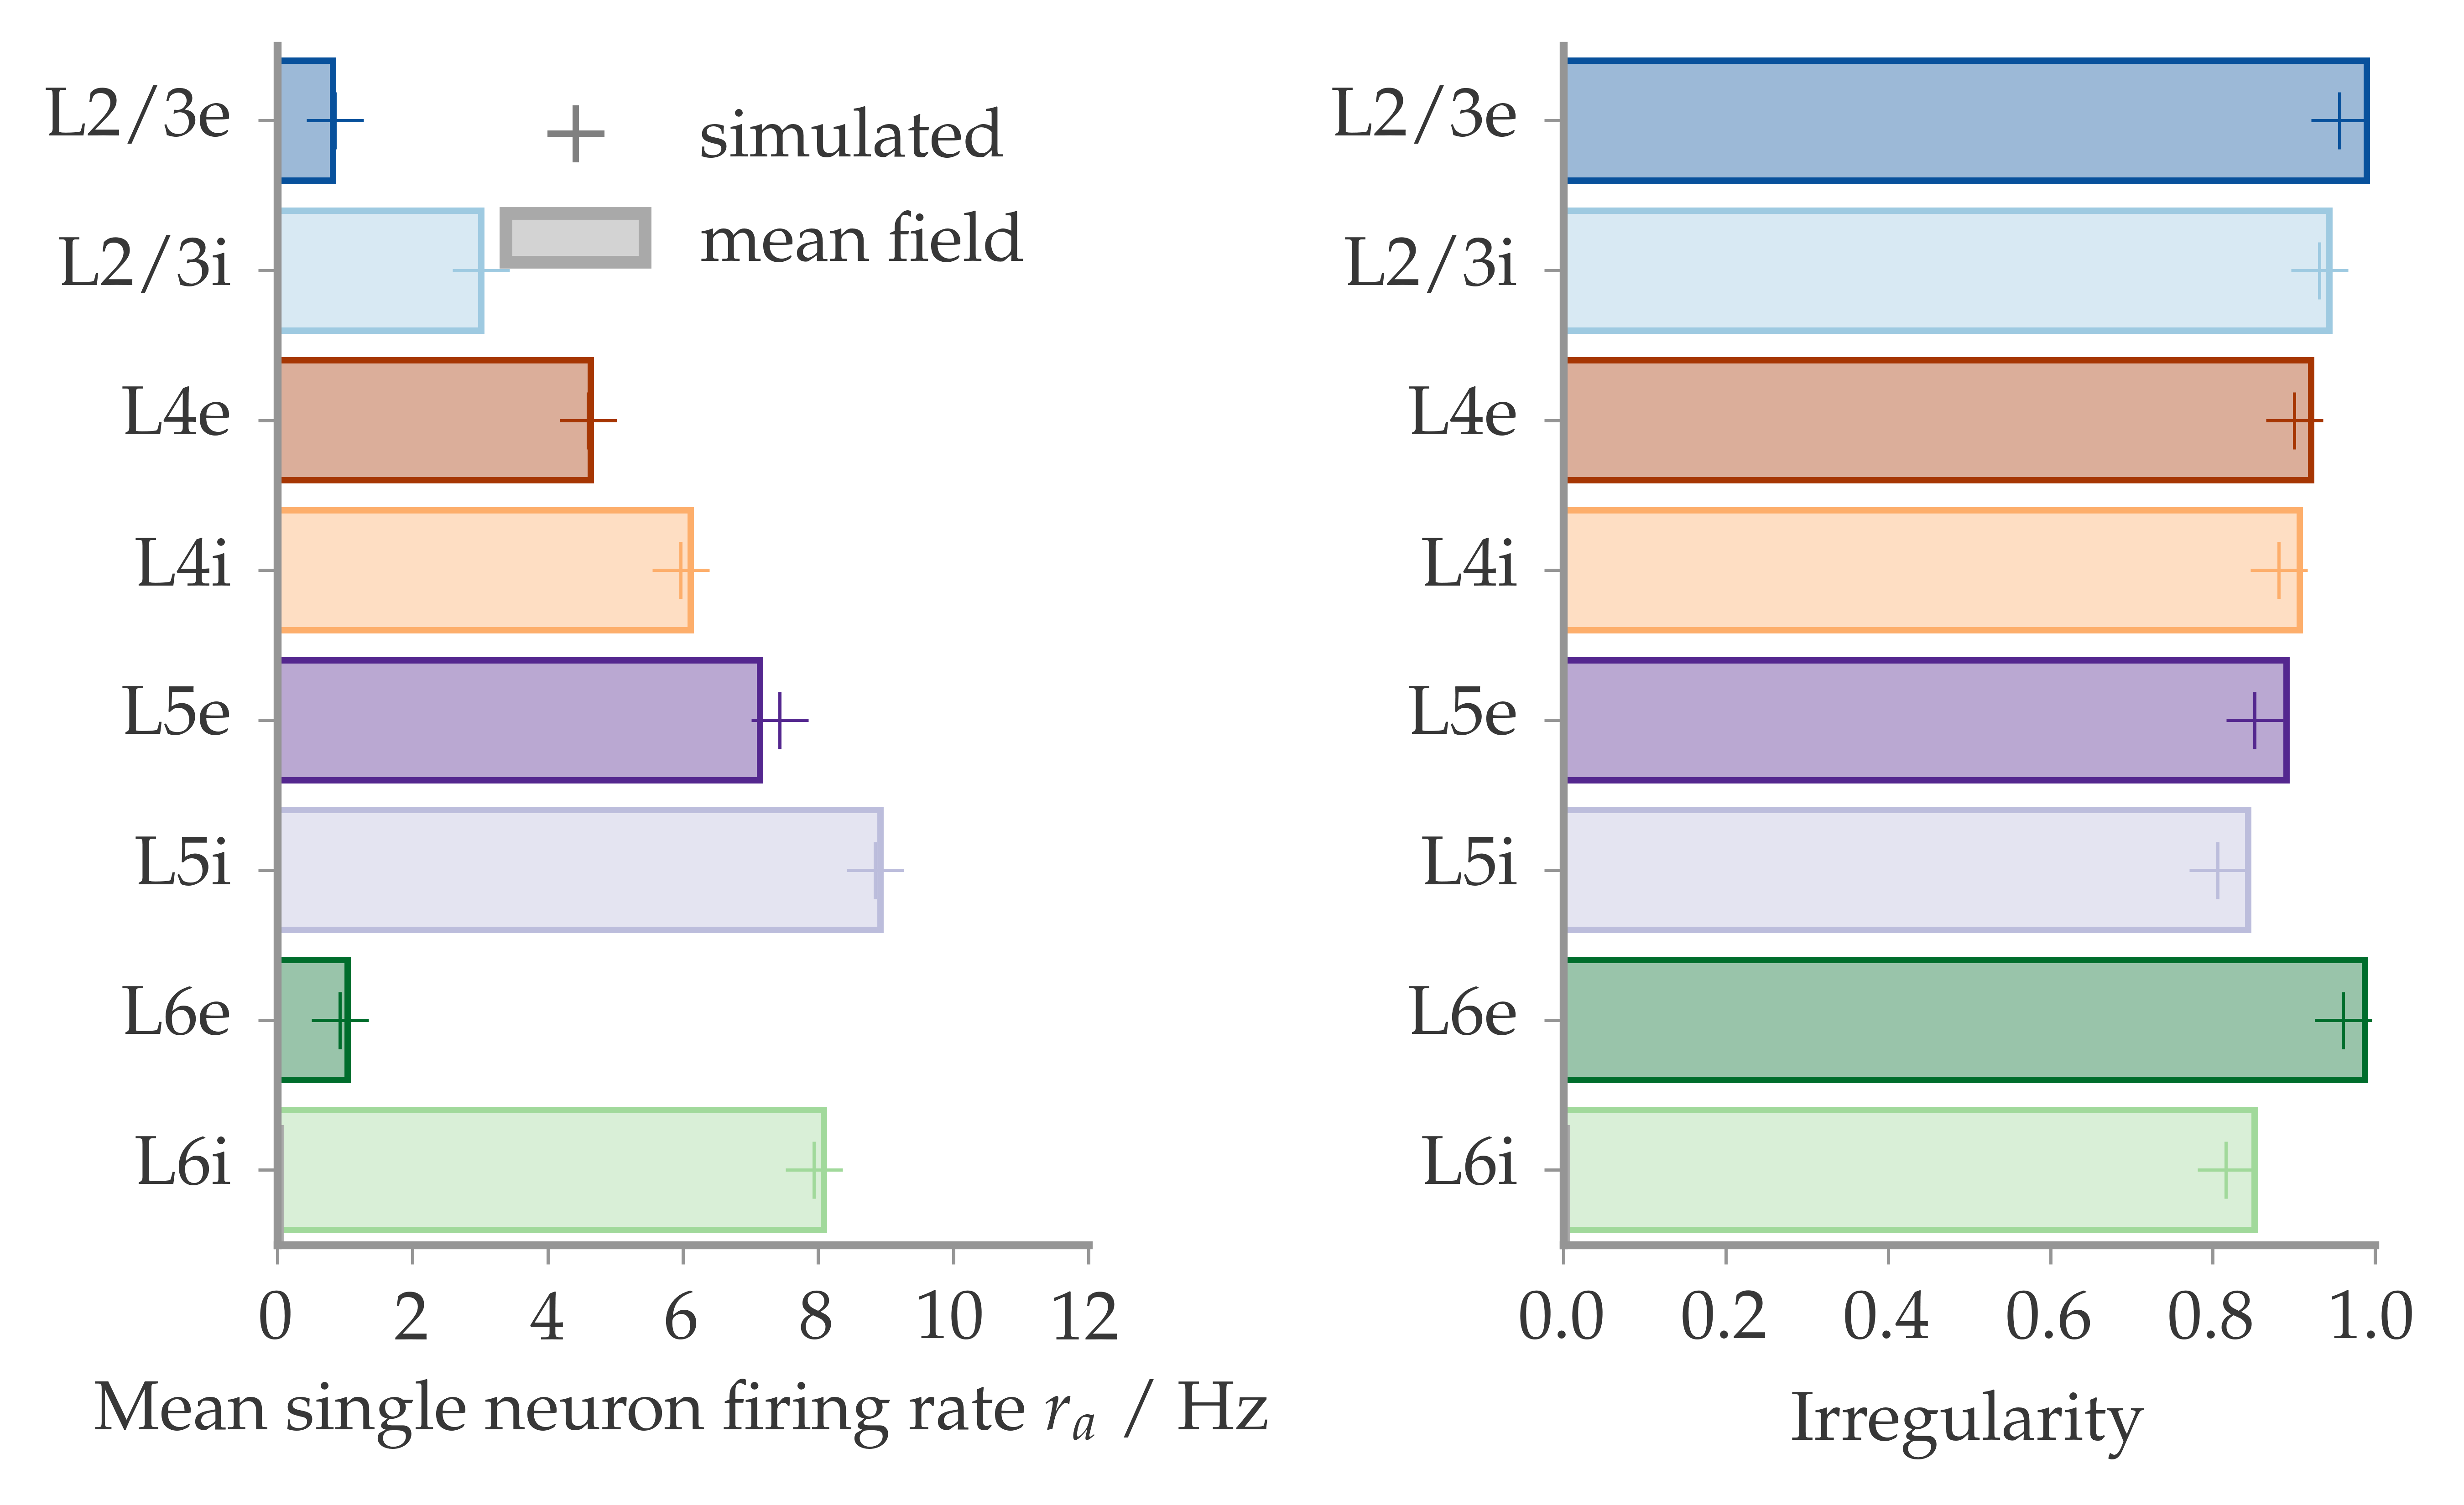 L2/3e
L2/3i
L4e
L4i
L5e
L5i
L6e
L6i
simulated
mean field
0 2 4 6 8 10 12
Mean single neuron firing rate rₐ / Hz
L2/3e
L2/3i
L4e
L4i
L5e
L5i
L6e
L6i
0.0 0.2 0.4 0.6 0.8 1.0
Irregularity